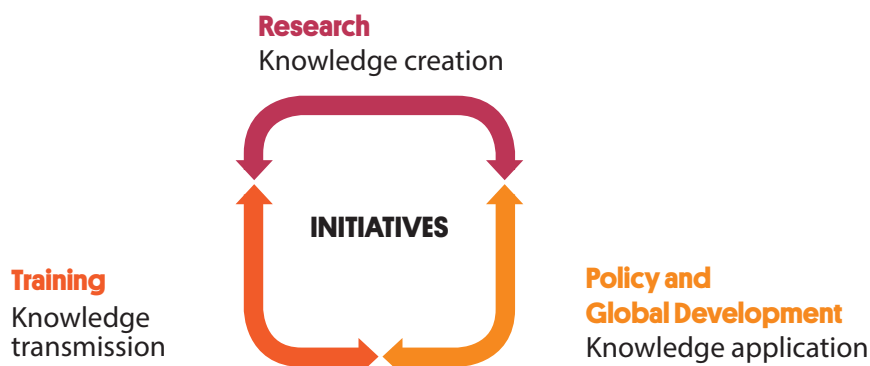 Research
Knowledge creation
INITIATIVES
Training
Knowledge
transmission
Policy and
Global Development
Knowledge application